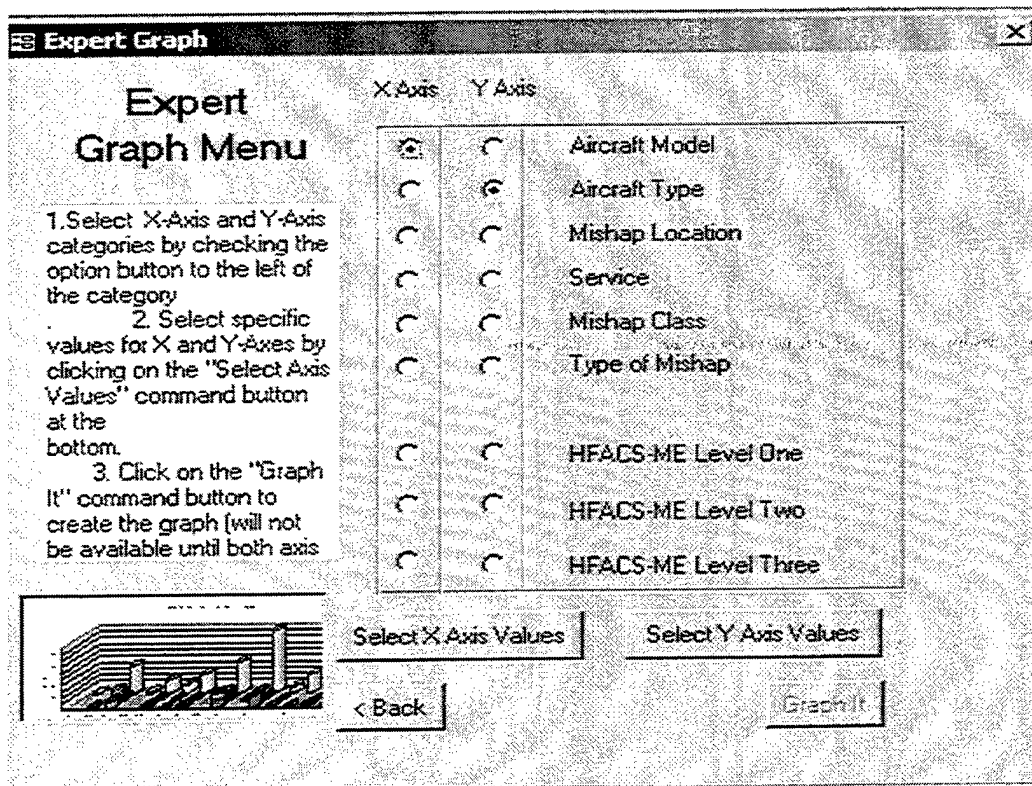 Expert Graph
Expert
Graph Menu
1.Select X-Axis and Y-Axis
categories by checking the
option button to the left of
the category
. 2. Select specific
values for X and Y-Axes by
clicking on the "Select Axis
Values" command button
at the
bottom.
3. Click on the "Graph
It" command button to
create the graph (will not
be available until both axis
X Axis Y Axis
Aircraft Model
Aircraft Type
Mishap Location
Service
Mishap Class
Type of Mishap
HFACS-ME Level One
HFACS-ME Level Two
HFACS-ME Level Three
Select X Axis Values
Select Y Axis Values
< Back
Graph It